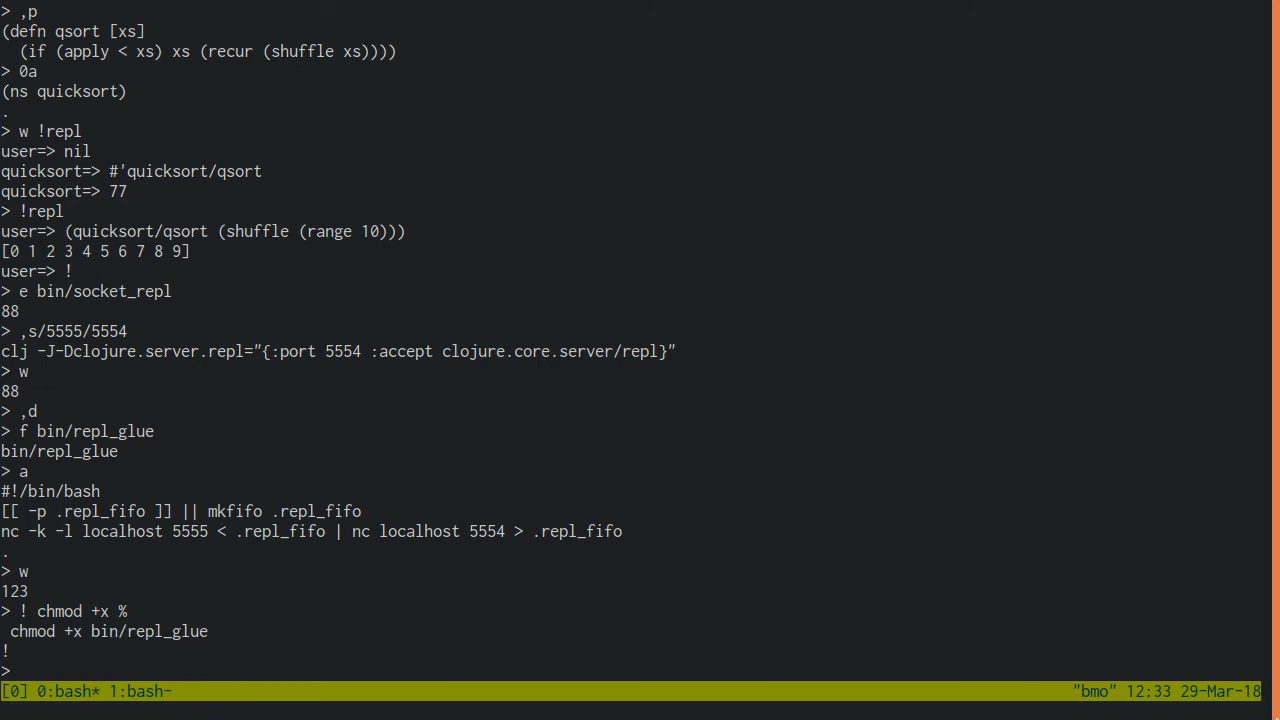 > ,p
(defn qsort [xs]
  (if (apply < xs) xs (recur (shuffle xs))))
> 0a
(ns quicksort)
.
> w !repl
user=> nil
quicksort=> #'quicksort/qsort
quicksort=> 77
> !repl
user=> (quicksort/qsort (shuffle (range 10)))
[0 1 2 3 4 5 6 7 8 9]
user=> !
> e bin/socket_repl
88
> ,s/5555/5554
clj -J-Dclojure.server.repl="{:port 5554 :accept clojure.core.server/repl}"
> w
88
> ,d
> f bin/repl_glue
bin/repl_glue
> a
#!/bin/bash
[[ -p .repl_fifo ]] || mkfifo .repl_fifo
nc -k -l localhost 5555 < .repl_fifo | nc localhost 5554 > .repl_fifo
.
> w
123
> ! chmod +x %
 chmod +x bin/repl_glue
!
>
[0] 0:bash* 1:bash- "bmo" 12:33 29-Mar-18